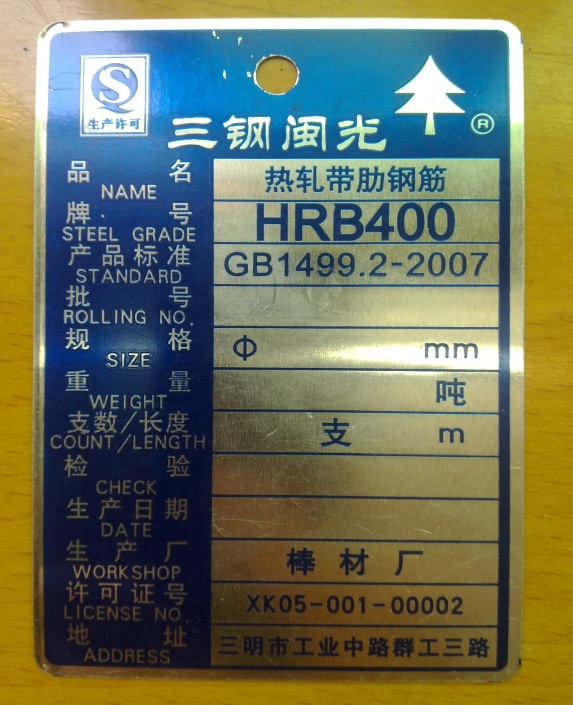 生产许可
三钢闽光 ®
品名 热轧带肋钢筋
NAME
牌号 HRB400
STEEL GRADE
产品标准 GB1499.2-2007
STANDARD
批号
ROLLING NO.
规格 Φ mm
SIZE
重量 吨
WEIGHT
支数/长度 支 m
COUNT/LENGTH
检验
CHECK
生产日期
DATE
生产厂 棒材厂
WORKSHOP
许可证号 XK05-001-00002
LICENSE NO.
地址 三明市工业中路群工三路
ADDRESS